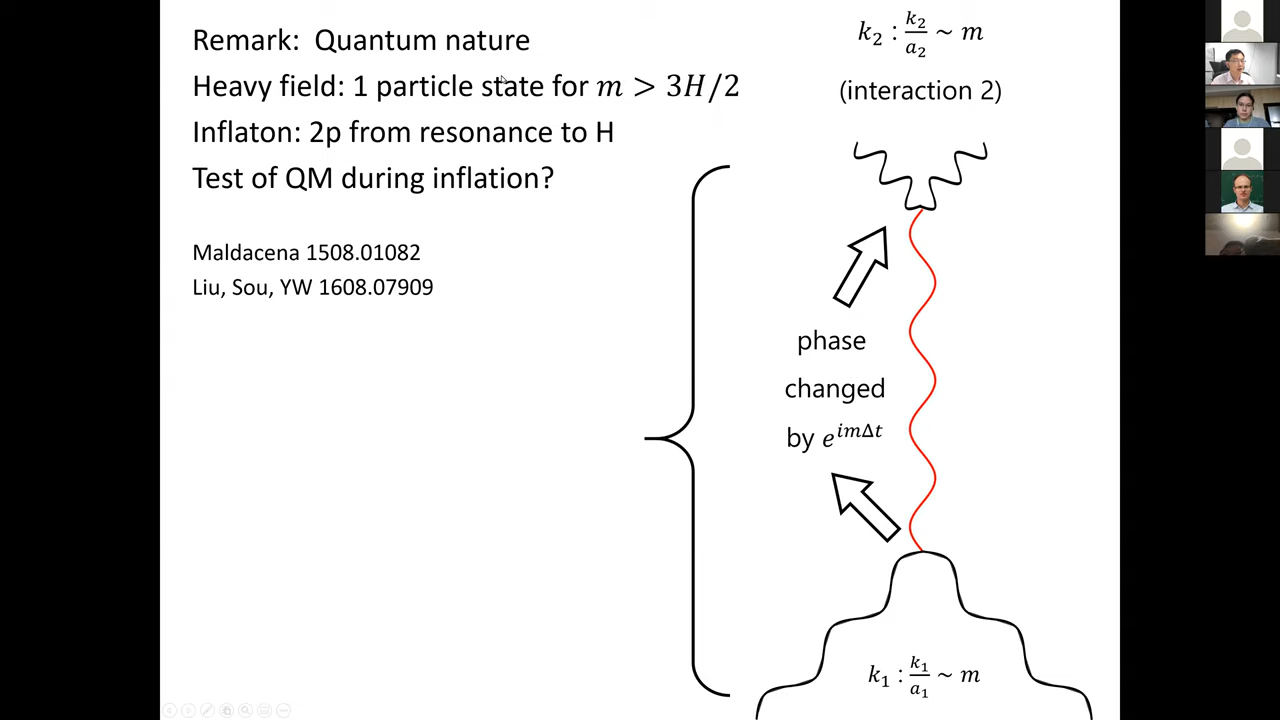 Remark: Quantum nature
Heavy field: 1 particle state for m > 3H/2
Inflaton: 2p from resonance to H
Test of QM during inflation?
Maldacena 1508.01082
Liu, Sou, YW 1608.07909
k₂ : k₂/a₂ ~ m
(interaction 2)
phase
changed
by e^{imΔt}
k₁ : k₁/a₁ ~ m